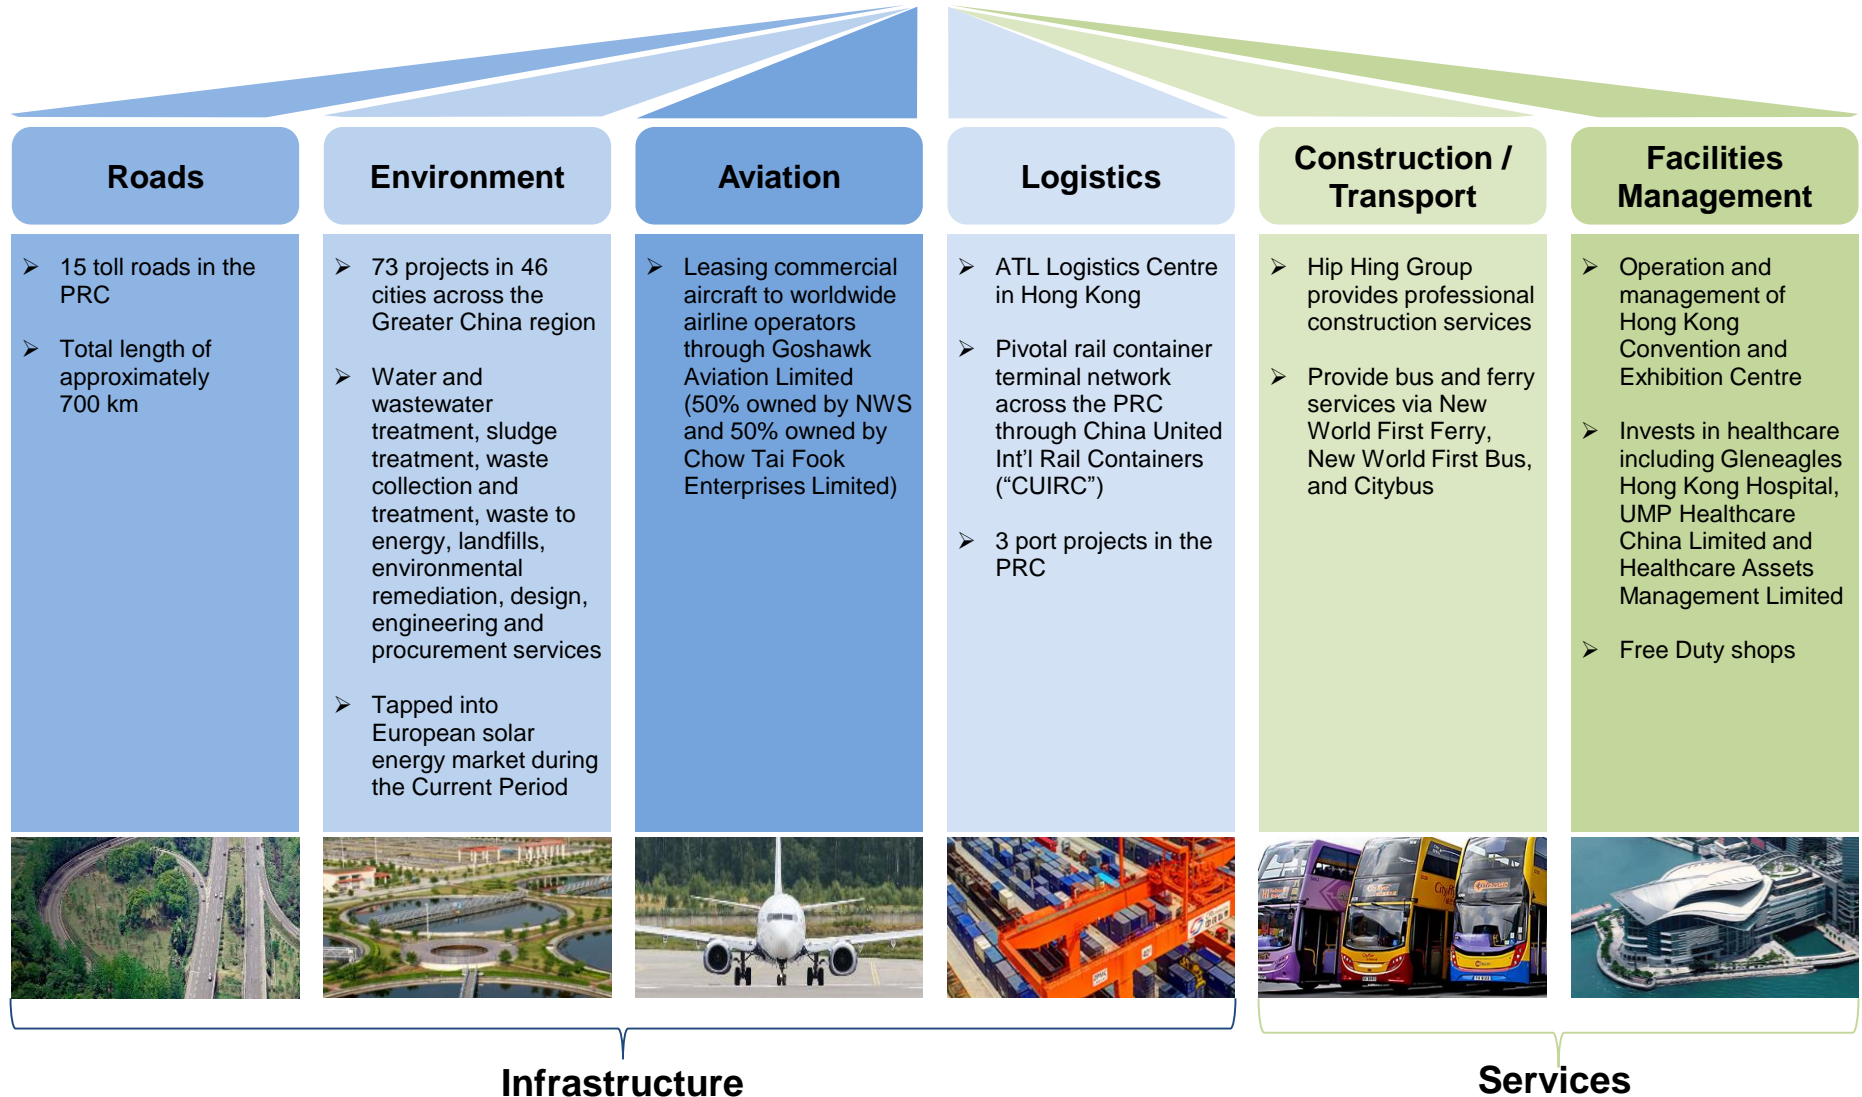 Roads
Environment
Aviation
Logistics
Construction /
Transport
Facilities
Management
➢ 15 toll roads in the
PRC
➢ Total length of
approximately
700 km
➢ 73 projects in 46
cities across the
Greater China region
➢ Water and
wastewater
treatment, sludge
treatment, waste
collection and
treatment, waste to
energy, landfills,
environmental
remediation, design,
engineering and
procurement services
➢ Tapped into
European solar
energy market during
the Current Period
➢ Leasing commercial
aircraft to worldwide
airline operators
through Goshawk
Aviation Limited
(50% owned by NWS
and 50% owned by
Chow Tai Fook
Enterprises Limited)
➢ ATL Logistics Centre
in Hong Kong
➢ Pivotal rail container
terminal network
across the PRC
through China United
Int’l Rail Containers
(“CUIRC”)
➢ 3 port projects in the
PRC
➢ Hip Hing Group
provides professional
construction services
➢ Provide bus and ferry
services via New
World First Ferry,
New World First Bus,
and Citybus
➢ Operation and
management of
Hong Kong
Convention and
Exhibition Centre
➢ Invests in healthcare
including Gleneagles
Hong Kong Hospital,
UMP Healthcare
China Limited and
Healthcare Assets
Management Limited
➢ Free Duty shops
Infrastructure
Services